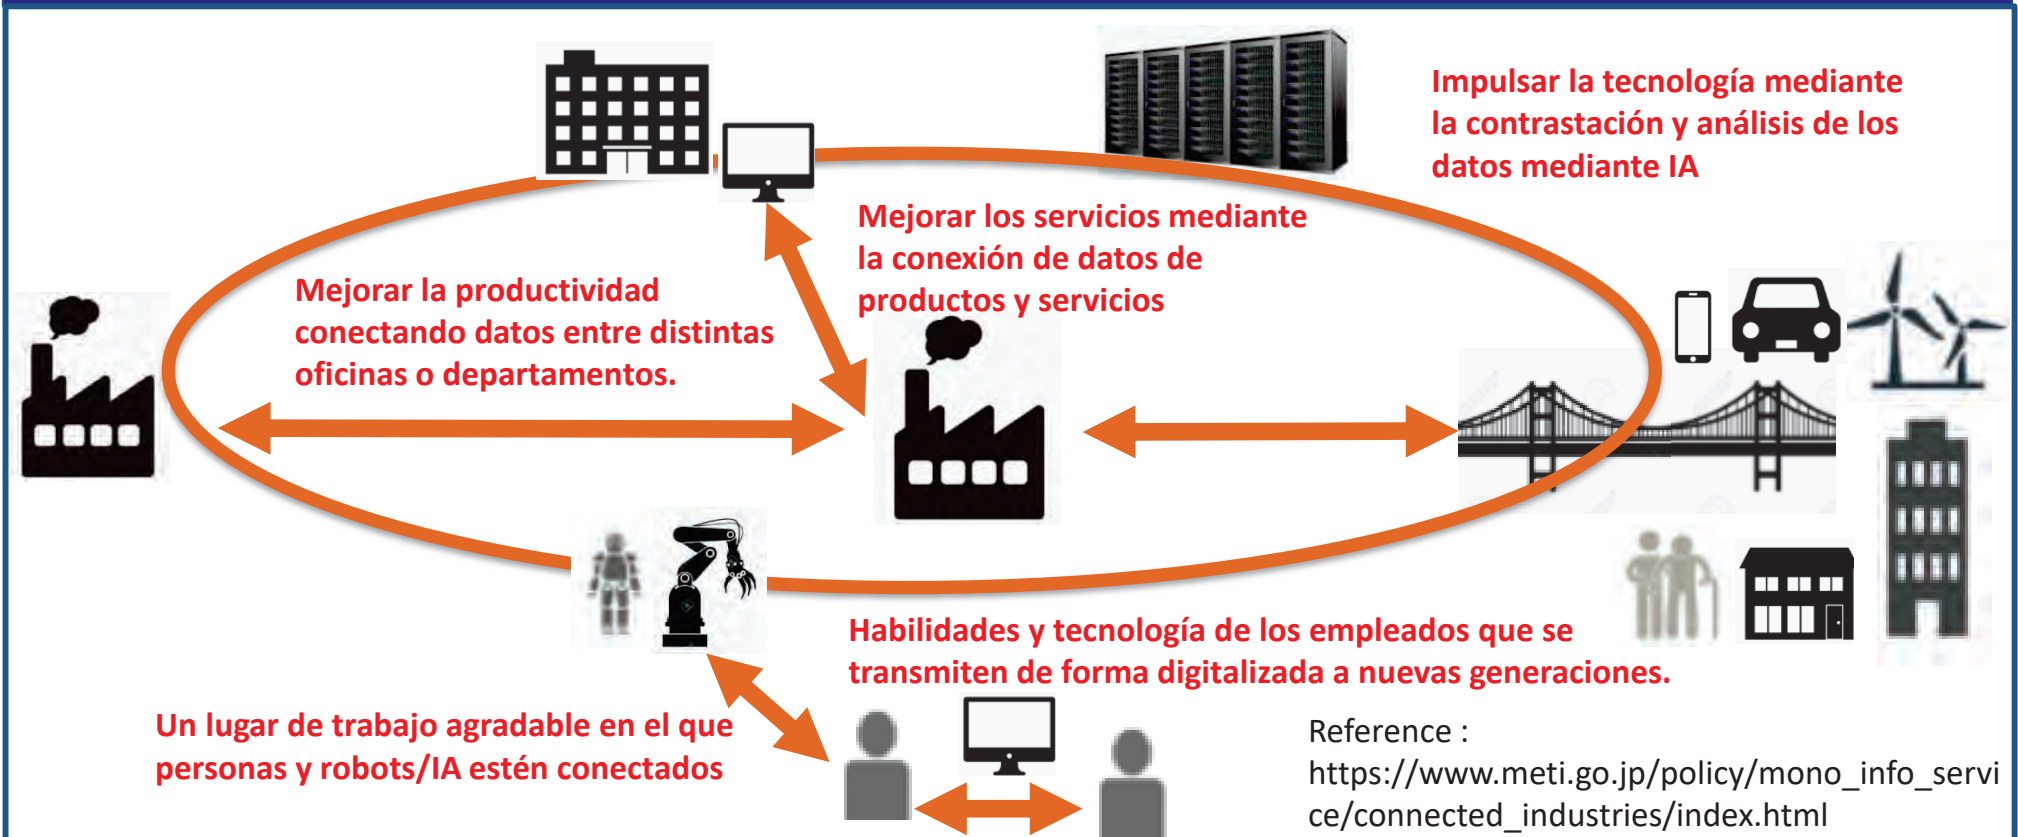 Impulsar la tecnología mediante
la contrastación y análisis de los
datos mediante IA
Mejorar los servicios mediante
la conexión de datos de
productos y servicios
Mejorar la productividad
conectando datos entre distintas
oficinas o departamentos.
Habilidades y tecnología de los empleados que se
transmiten de forma digitalizada a nuevas generaciones.
Un lugar de trabajo agradable en el que
personas y robots/IA estén conectados
Reference :
https://www.meti.go.jp/policy/mono_info_servi
ce/connected_industries/index.html